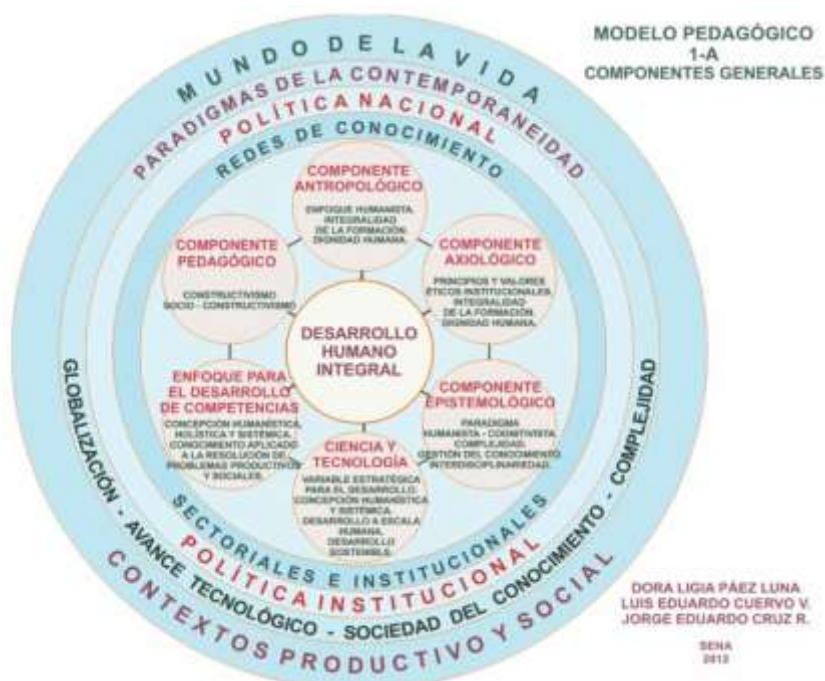 MODELO PEDAGÓGICO
1-A
COMPONENTES GENERALES
MUNDO DE LA VIDA
PARADIGMAS DE LA CONTEMPORANEIDAD
POLÍTICA NACIONAL
REDES DE CONOCIMIENTO
COMPONENTE
ANTROPOLÓGICO
ENFOQUE HUMANISTA.
INTEGRALIDAD
DE LA FORMACIÓN.
DIGNIDAD HUMANA.
COMPONENTE
PEDAGÓGICO
CONSTRUCTIVISMO
SOCIO - CONSTRUCTIVISMO
COMPONENTE
AXIOLÓGICO
PRINCIPIOS Y VALORES
ÉTICOS INSTITUCIONALES.
INTEGRALIDAD
DE LA FORMACIÓN.
DIGNIDAD HUMANA.
DESARROLLO
HUMANO
INTEGRAL
ENFOQUE PARA
EL DESARROLLO
DE COMPETENCIAS
CONCEPCIÓN HUMANÍSTICA,
HOLÍSTICA Y SISTÉMICA.
CONOCIMIENTO APLICADO
A LA RESOLUCIÓN DE
PROBLEMAS PRODUCTIVOS
Y SOCIALES.
COMPONENTE
EPISTEMOLÓGICO
PARADIGMA
HUMANISTA - COGNITIVISTA.
COMPLEJIDAD.
GESTIÓN DEL CONOCIMIENTO.
INTERDISCIPLINARIEDAD.
CIENCIA Y
TECNOLOGÍA
VARIABLE ESTRATÉGICA
PARA EL DESARROLLO.
CONCEPCIÓN HUMANÍSTICA
Y SISTÉMICA.
DESARROLLO A ESCALA
HUMANA.
DESARROLLO
SOSTENIBLE.
SECTORIALES E INSTITUCIONALES
POLÍTICA INSTITUCIONAL
GLOBALIZACIÓN - AVANCE TECNOLÓGICO - SOCIEDAD DEL CONOCIMIENTO - COMPLEJIDAD
CONTEXTOS PRODUCTIVO Y SOCIAL
DORA LIGIA PÁEZ LUNA
LUIS EDUARDO CUERVO V.
JORGE EDUARDO CRUZ R.
SENA
2012